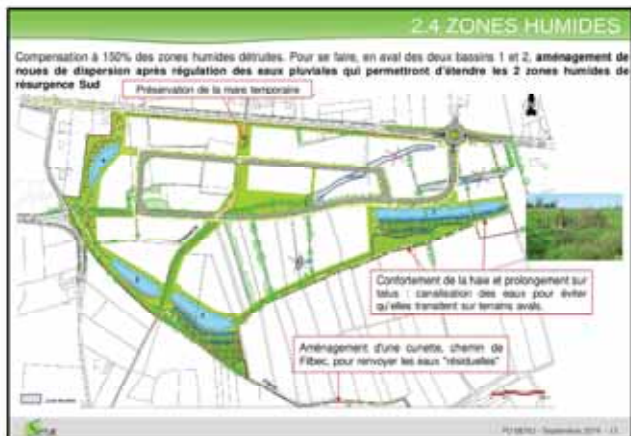 2.4 ZONES HUMIDES
Compensation à 150% des zones humides détruites. Pour se faire, en aval des deux bassins 1 et 2, aménagement de
noues de dispersion après régulation des eaux pluviales qui permettront d'étendre les 2 zones humides de
résurgence Sud
Préservation de la mare temporaire
Confortement de la haie et prolongement sur
talus : canalisation des eaux pour éviter
qu'elles transitent sur terrains avals.
Aménagement d'une cunette, chemin de
Filbec, pour renvoyer les eaux "résiduelles"
Septembre 2014 - 13